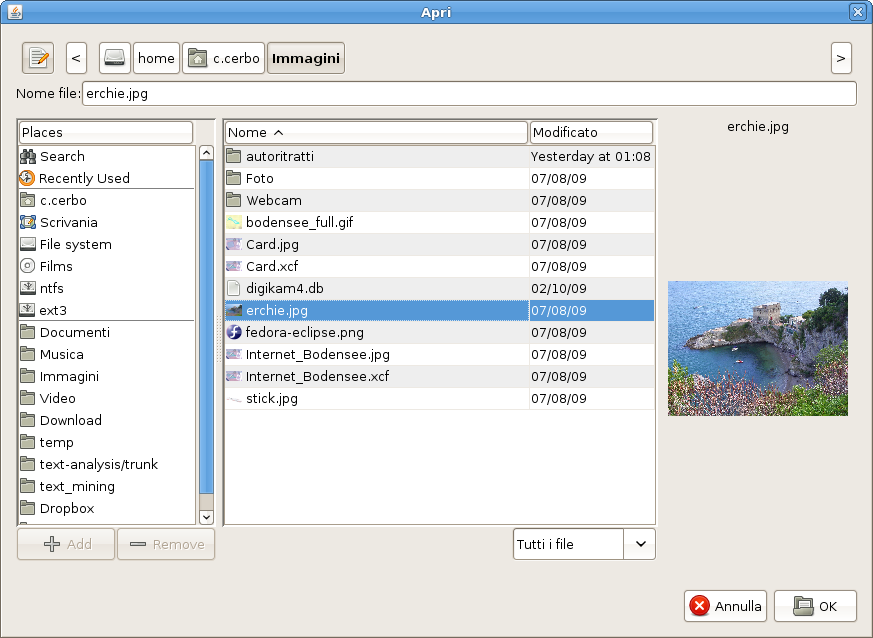 Apri
< home c.cerbo Immagini >
Nome file: erchie.jpg
Places
Search
Recently Used
c.cerbo
Scrivania
File system
Films
ntfs
ext3
Documenti
Musica
Immagini
Video
Download
temp
text-analysis/trunk
text_mining
Dropbox
Add Remove
Nome Modificato
autoritratti Yesterday at 01:08
Foto 07/08/09
Webcam 07/08/09
bodensee_full.gif 07/08/09
Card.jpg 07/08/09
Card.xcf 07/08/09
digikam4.db 02/10/09
erchie.jpg 07/08/09
fedora-eclipse.png 07/08/09
Internet_Bodensee.jpg 07/08/09
Internet_Bodensee.xcf 07/08/09
stick.jpg 07/08/09
Tutti i file
erchie.jpg
Annulla OK